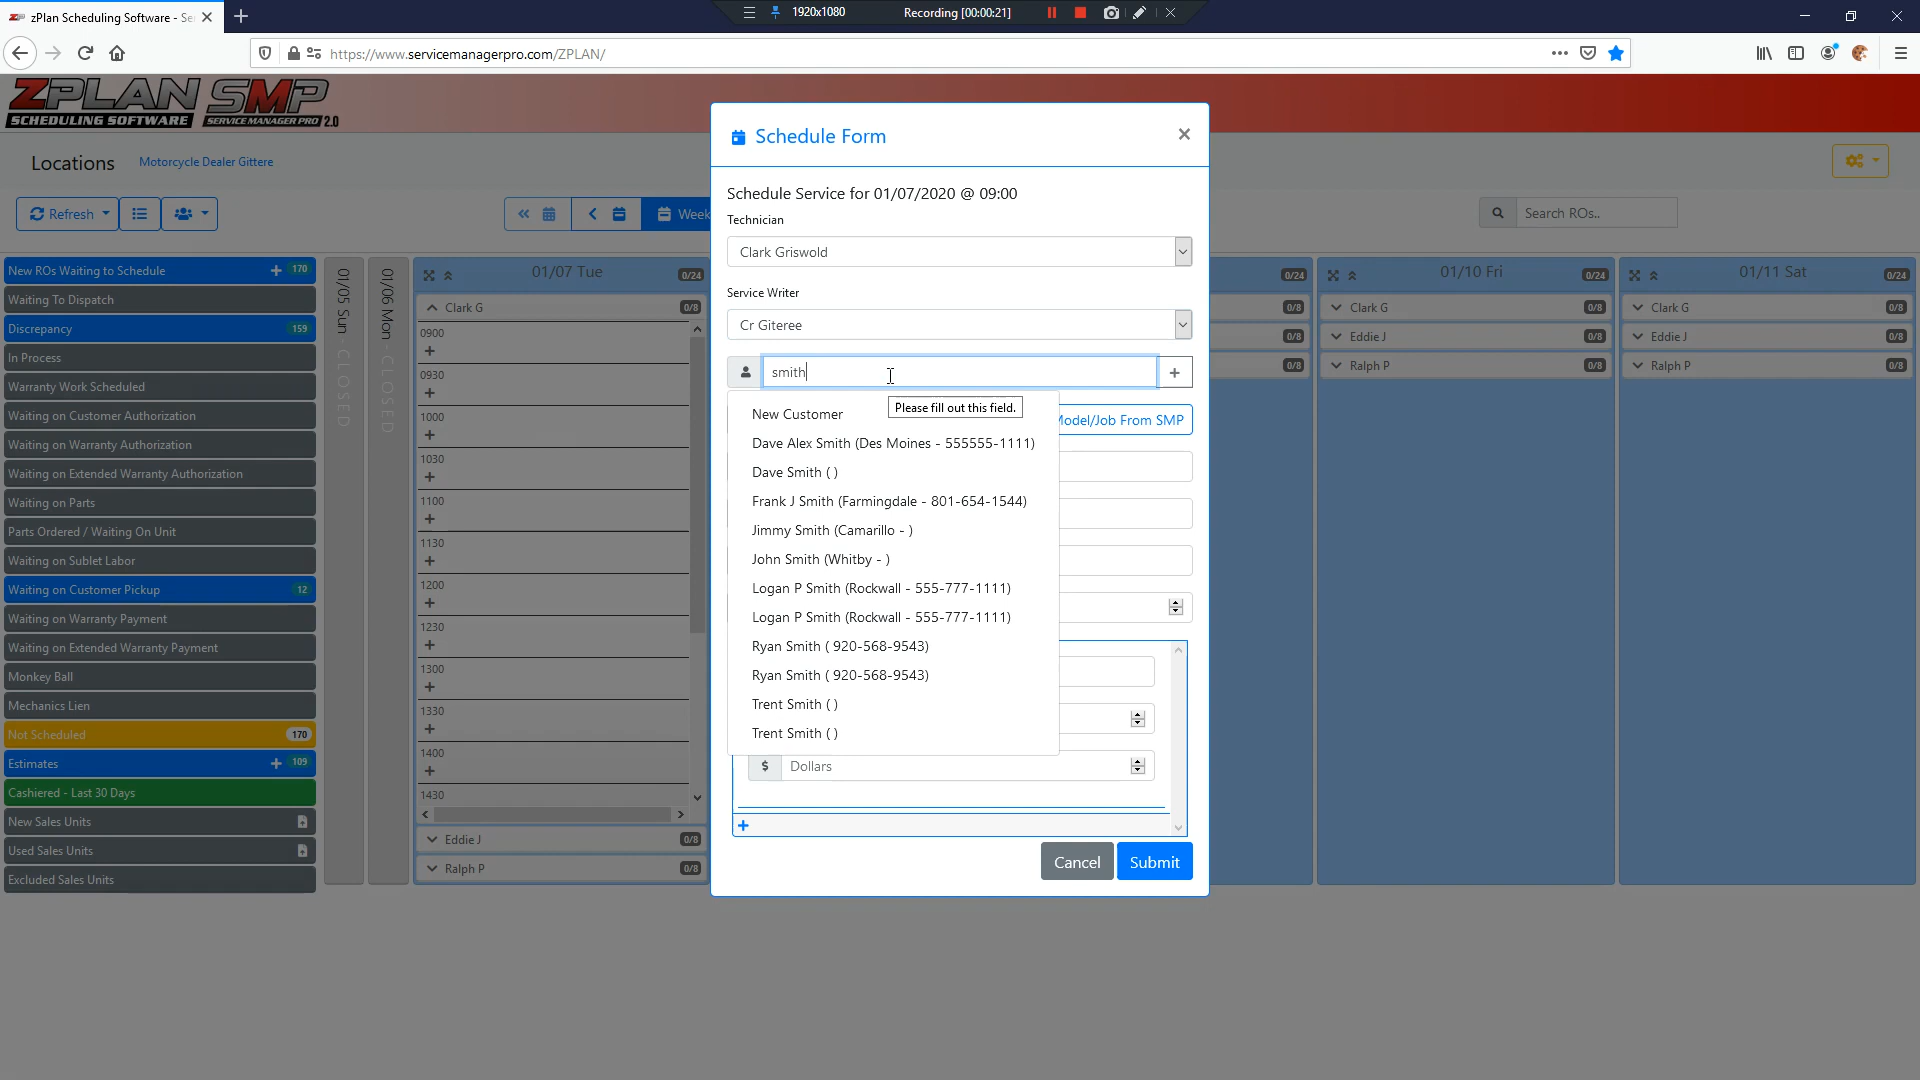 zPlan Scheduling Software - Se
1920x1080
Recording [00:00:21]
https://www.servicemanagerpro.com/ZPLAN/
ZPLAN SMP
SCHEDULING SOFTWARE SERVICE MANAGER PRO 2.0
Locations
Motorcycle Dealer Gittere
Refresh
Week
Search ROs..
New ROs Waiting to Schedule 170
Waiting To Dispatch
Discrepancy 159
In Process
Warranty Work Scheduled
Waiting on Customer Authorization
Waiting on Warranty Authorization
Waiting on Extended Warranty Authorization
Waiting on Parts
Parts Ordered / Waiting On Unit
Waiting on Sublet Labor
Waiting on Customer Pickup 12
Waiting on Warranty Payment
Waiting on Extended Warranty Payment
Monkey Ball
Mechanics Lien
Not Scheduled 170
Estimates 109
Cashiered - Last 30 Days
New Sales Units
Used Sales Units
Excluded Sales Units
01/05 Sun - CLOSED
01/06 Mon - CLOSED
01/07 Tue 0/24
Clark G 0/8
0900
0930
1000
1030
1100
1130
1200
1230
1300
1330
1400
1430
Eddie J 0/8
Ralph P 0/8
Schedule Form
Schedule Service for 01/07/2020 @ 09:00
Technician
Clark Griswold
Service Writer
Cr Giteree
smith
Please fill out this field.
New Customer
Dave Alex Smith (Des Moines - 555555-1111)
Dave Smith ( )
Frank J Smith (Farmingdale - 801-654-1544)
Jimmy Smith (Camarillo - )
John Smith (Whitby - )
Logan P Smith (Rockwall - 555-777-1111)
Logan P Smith (Rockwall - 555-777-1111)
Ryan Smith ( 920-568-9543)
Ryan Smith ( 920-568-9543)
Trent Smith ( )
Trent Smith ( )
Model/Job From SMP
$ Dollars
Cancel
Submit
0/24
0/8
0/8
0/8
01/10 Fri 0/24
Clark G 0/8
Eddie J 0/8
Ralph P 0/8
01/11 Sat 0/24
Clark G 0/8
Eddie J 0/8
Ralph P 0/8